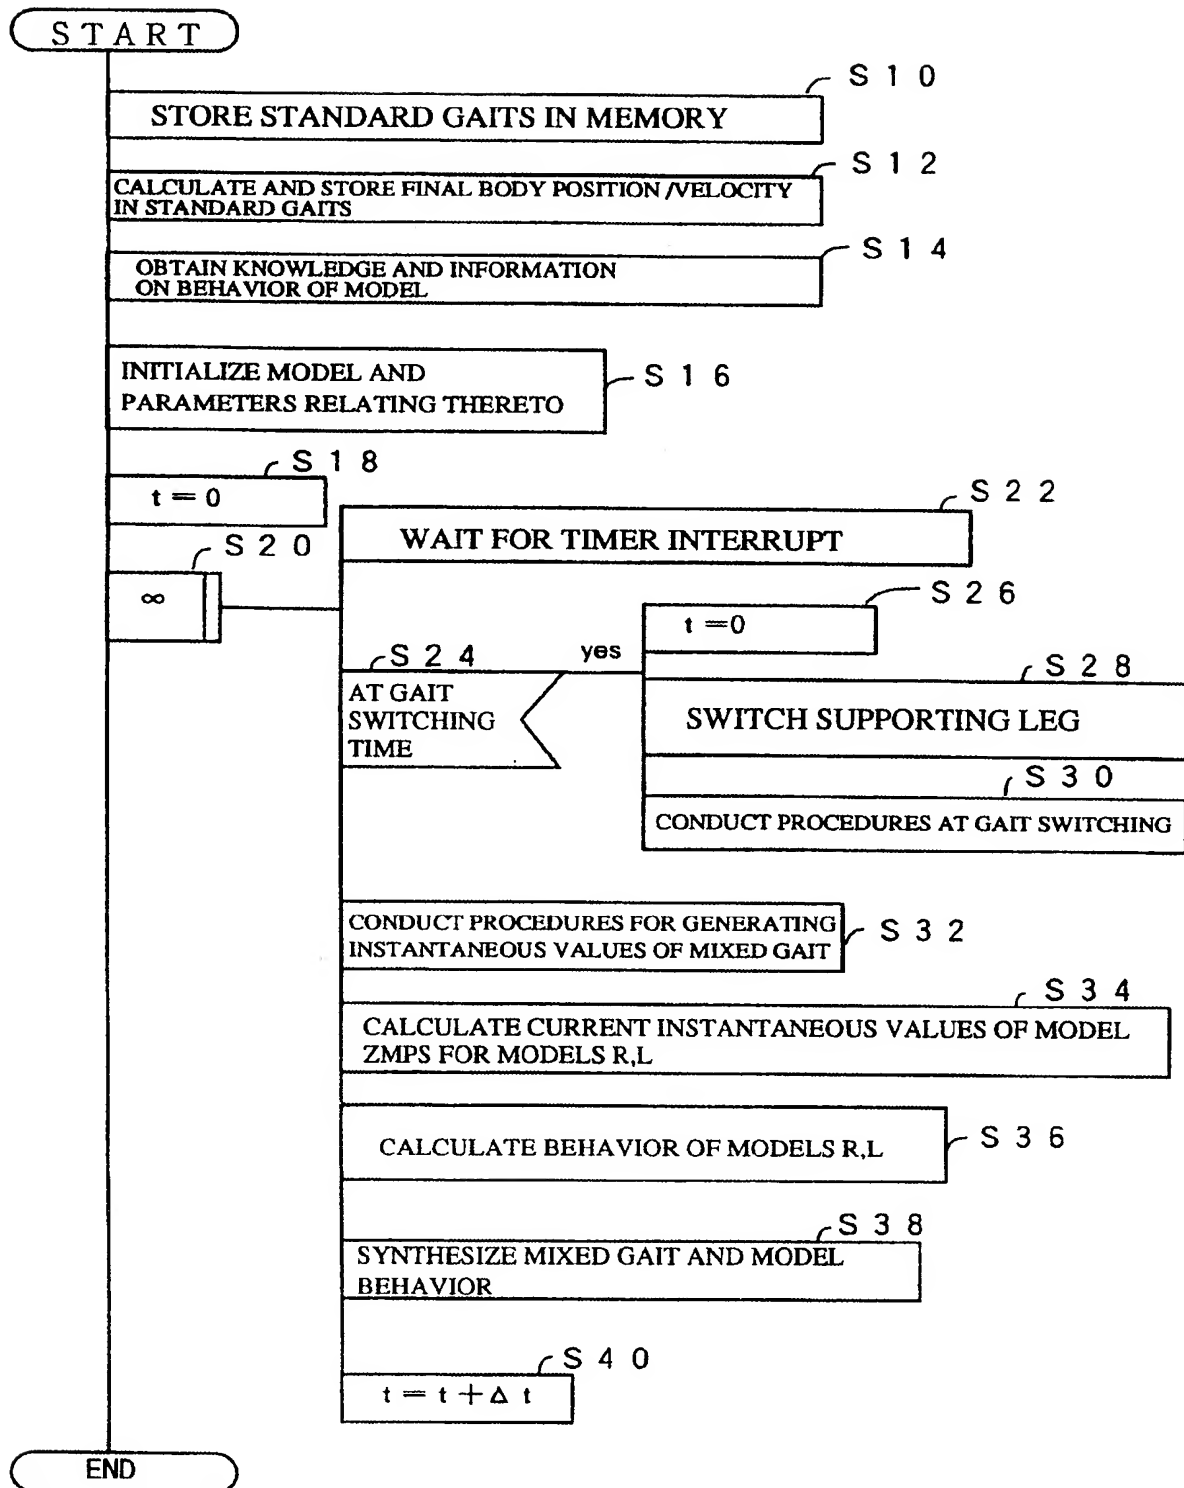 START
S10
STORE STANDARD GAITS IN MEMORY
S12
CALCULATE AND STORE FINAL BODY POSITION /VELOCITY
IN STANDARD GAITS
S14
OBTAIN KNOWLEDGE AND INFORMATION
ON BEHAVIOR OF MODEL
INITIALIZE MODEL AND
PARAMETERS RELATING THERETO
S16
S18
t = 0
S20
∞
S22
WAIT FOR TIMER INTERRUPT
S24
AT GAIT
SWITCHING
TIME
yes
S26
t = 0
S28
SWITCH SUPPORTING LEG
S30
CONDUCT PROCEDURES AT GAIT SWITCHING
CONDUCT PROCEDURES FOR GENERATING
INSTANTANEOUS VALUES OF MIXED GAIT
S32
S34
CALCULATE CURRENT INSTANTANEOUS VALUES OF MODEL
ZMPS FOR MODELS R,L
CALCULATE BEHAVIOR OF MODELS R,L
S36
S38
SYNTHESIZE MIXED GAIT AND MODEL
BEHAVIOR
S40
t = t + Δ t
END